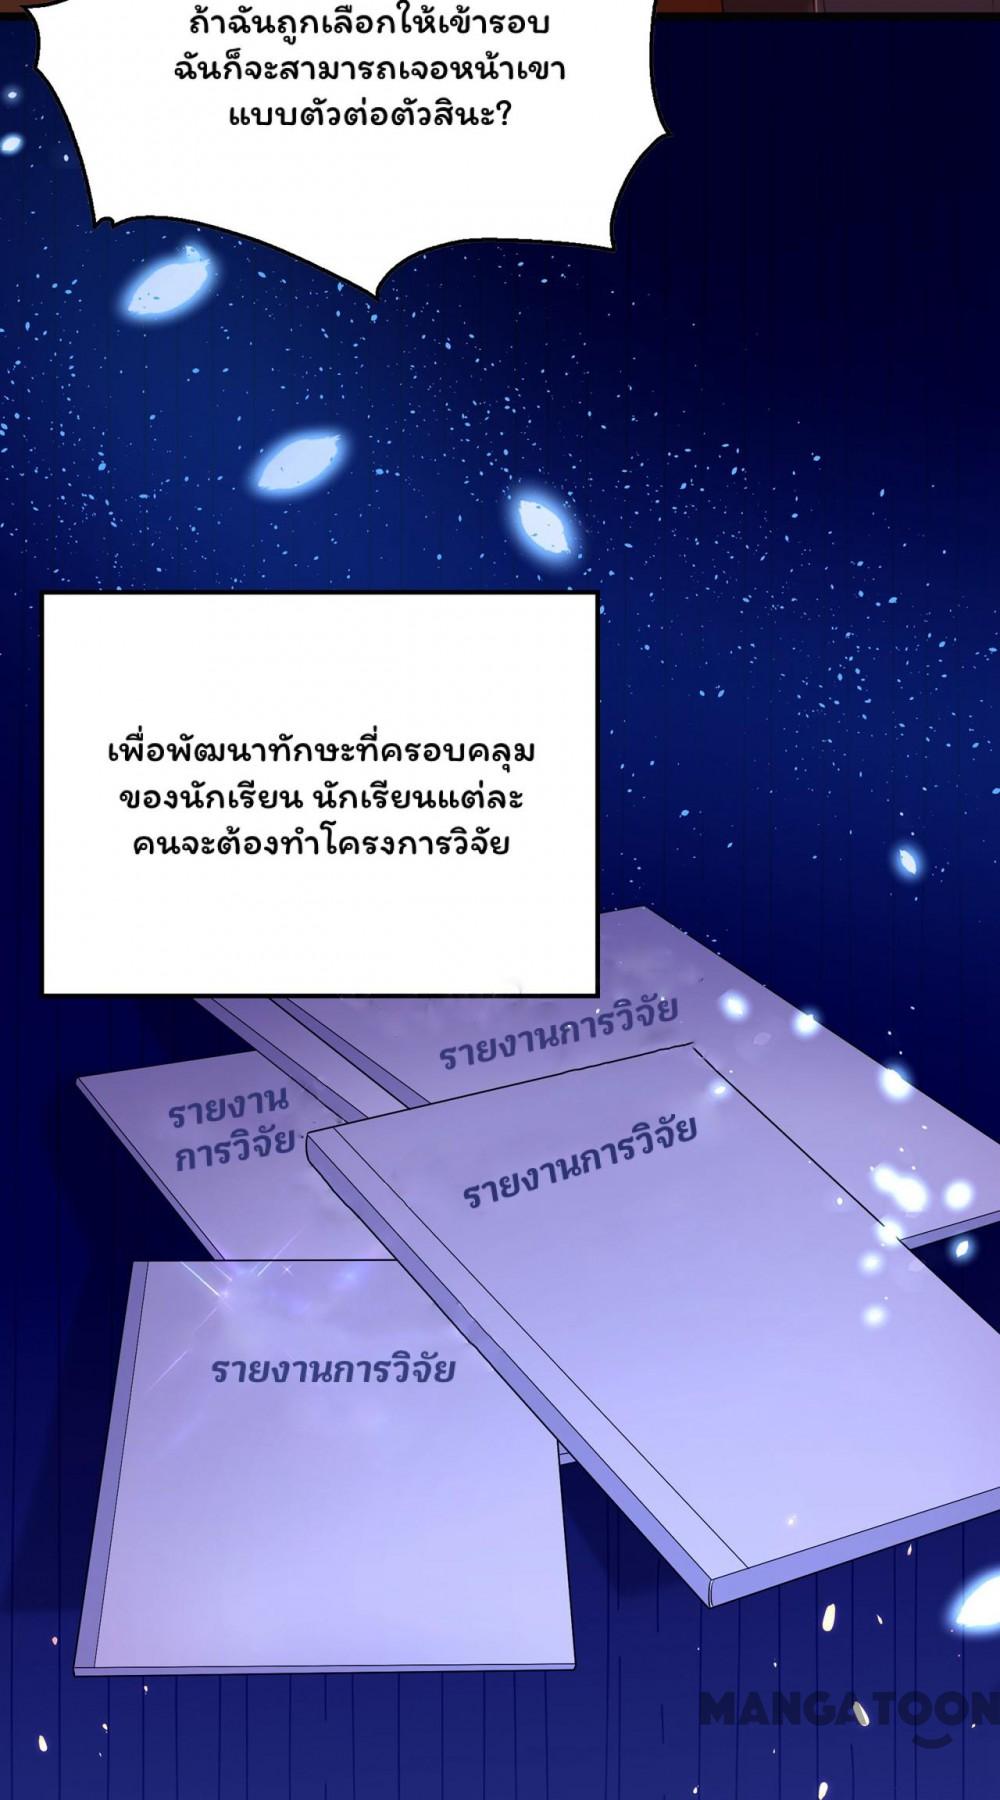 ถ้าฉันถูกเลือกให้เข้ารอบ
ฉันก็จะสามารถเจอหน้าเขา
แบบตัวต่อตัวสินะ?
เพื่อพัฒนาทักษะที่ครอบคลุม
ของนักเรียน นักเรียนแต่ละ
คนจะต้องทำโครงการวิจัย
รายงานการวิจัย
รายงาน
การวิจัย
รายงานการวิจัย
รายงานการวิจัย
MANGATOON